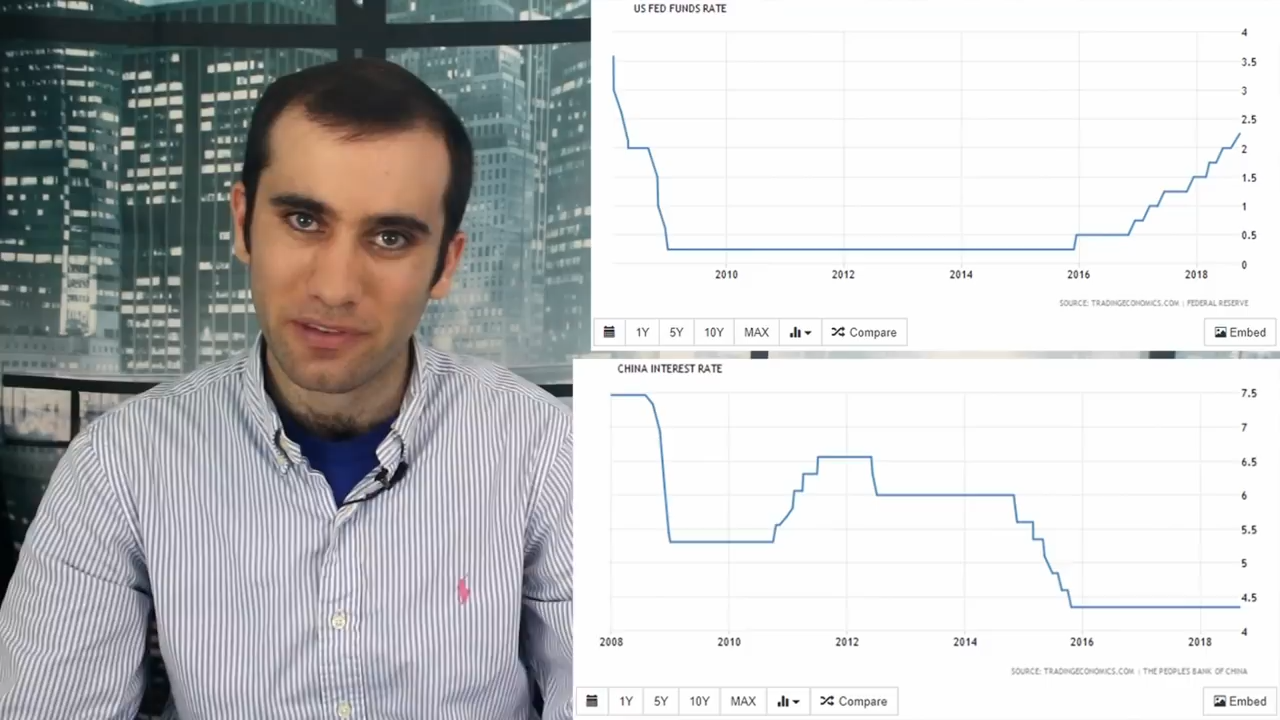 US FED FUNDS RATE
4
3.5
3
2.5
2
1.5
1
0.5
0
2010 2012 2014 2016 2018
SOURCE: TRADINGECONOMICS.COM | FEDERAL RESERVE
1Y 5Y 10Y MAX Compare Embed
CHINA INTEREST RATE
7.5
7
6.5
6
5.5
5
4.5
4
2008 2010 2012 2014 2016 2018
SOURCE: TRADINGECONOMICS.COM | THE PEOPLES BANK OF CHINA
1Y 5Y 10Y MAX Compare Embed